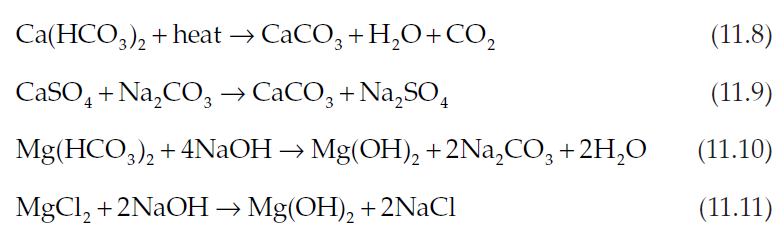 Ca(HCO₃)₂ + heat → CaCO₃ + H₂O + CO₂ (11.8)
CaSO₄ + Na₂CO₃ → CaCO₃ + Na₂SO₄ (11.9)
Mg(HCO₃)₂ + 4NaOH → Mg(OH)₂ + 2Na₂CO₃ + 2H₂O (11.10)
MgCl₂ + 2NaOH → Mg(OH)₂ + 2NaCl (11.11)